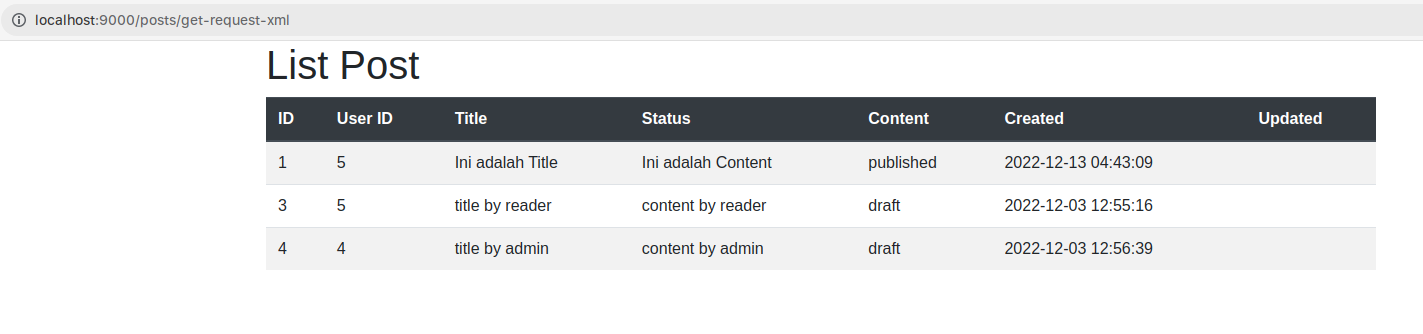 localhost:9000/posts/get-request-xml
List Post
ID User ID Title Status Content Created Updated
1 5 Ini adalah Title Ini adalah Content published 2022-12-13 04:43:09
3 5 title by reader content by reader draft 2022-12-03 12:55:16
4 4 title by admin content by admin draft 2022-12-03 12:56:39